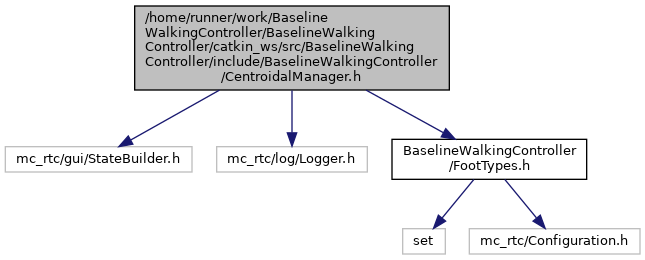 /home/runner/work/Baseline
WalkingController/BaselineWalking
Controller/catkin_ws/src/BaselineWalking
Controller/include/BaselineWalkingController
/CentroidalManager.h
mc_rtc/gui/StateBuilder.h
mc_rtc/log/Logger.h
BaselineWalkingController
/FootTypes.h
set
mc_rtc/Configuration.h